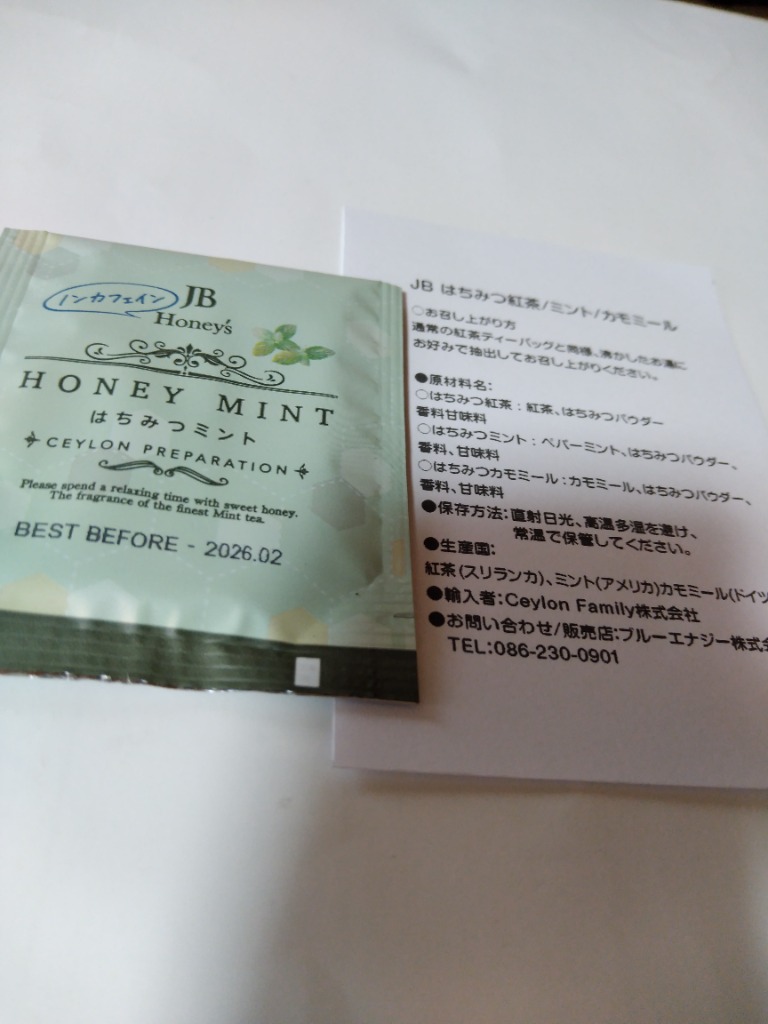 ノンカフェイン
JB
Honey's
HONEY MINT
はちみつミント
CEYLON PREPARATION
Please spend a relaxing time with sweet honey.
The fragrance of the finest Mint tea.
BEST BEFORE - 2026.02
JB はちみつ紅茶/ミント/カモミール
○お召し上がり方
通常の紅茶ティーバッグと同様、沸かしたお湯に
お好みで抽出してお召し上がりください。
●原材料名:
○はちみつ紅茶:紅茶、はちみつパウダー
香料甘味料
○はちみつミント:ペパーミント、はちみつパウダー、
香料、甘味料
○はちみつカモミール:カモミール、はちみつパウダー、
香料、甘味料
●保存方法:直射日光、高温多湿を避け、
常温で保管してください。
●生産国:
紅茶(スリランカ)、ミント(アメリカ)カモミール(ドイツ
●輸入者:Ceylon Family株式会社
●お問い合わせ/販売店:ブルーエナジー株式会
TEL:086-230-0901